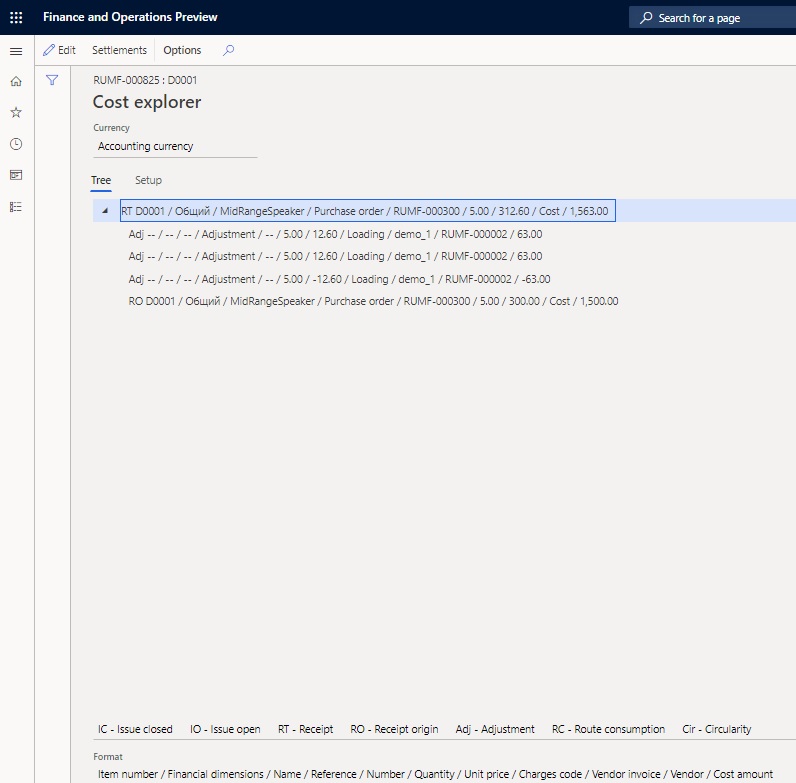 Finance and Operations Preview
Search for a page
Edit Settlements Options
RUMF-000825 : D0001
Cost explorer
Currency
Accounting currency
Tree Setup
RT D0001 / Общий / MidRangeSpeaker / Purchase order / RUMF-000300 / 5.00 / 312.60 / Cost / 1,563.00
Adj -- / -- / -- / Adjustment / -- / 5.00 / 12.60 / Loading / demo_1 / RUMF-000002 / 63.00
Adj -- / -- / -- / Adjustment / -- / 5.00 / 12.60 / Loading / demo_1 / RUMF-000002 / 63.00
Adj -- / -- / -- / Adjustment / -- / 5.00 / -12.60 / Loading / demo_1 / RUMF-000002 / -63.00
RO D0001 / Общий / MidRangeSpeaker / Purchase order / RUMF-000300 / 5.00 / 300.00 / Cost / 1,500.00
IC - Issue closed IO - Issue open RT - Receipt RO - Receipt origin Adj - Adjustment RC - Route consumption Cir - Circularity
Format
Item number / Financial dimensions / Name / Reference / Number / Quantity / Unit price / Charges code / Vendor invoice / Vendor / Cost amount